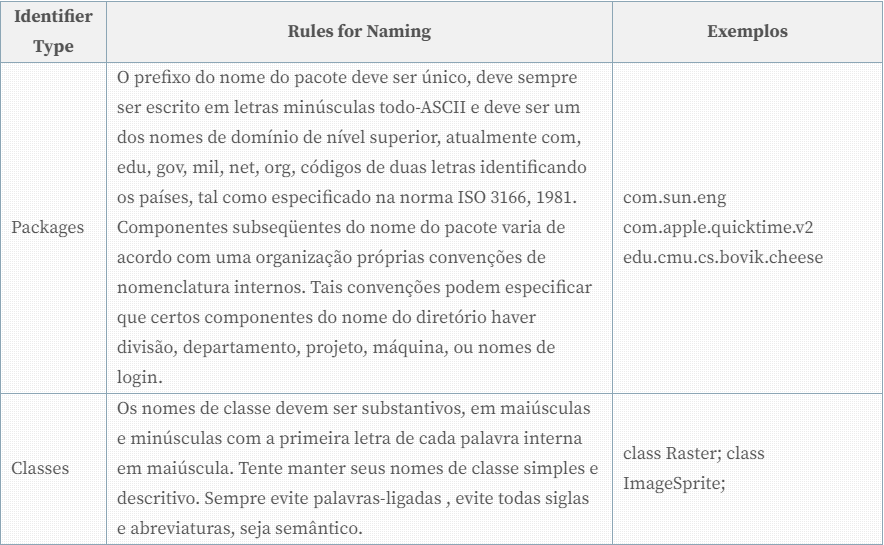 Identifier
Type
Rules for Naming
Exemplos
Packages
O prefixo do nome do pacote deve ser único, deve sempre
ser escrito em letras minúsculas todo-ASCII e deve ser um
dos nomes de domínio de nível superior, atualmente com,
edu, gov, mil, net, org, códigos de duas letras identificando
os países, tal como especificado na norma ISO 3166, 1981.
Componentes subseqüentes do nome do pacote varia de
acordo com uma organização próprias convenções de
nomenclatura internos. Tais convenções podem especificar
que certos componentes do nome do diretório haver
divisão, departamento, projeto, máquina, ou nomes de
login.
com.sun.eng
com.apple.quicktime.v2
edu.cmu.cs.bovik.cheese
Classes
Os nomes de classe devem ser substantivos, em maiúsculas
e minúsculas com a primeira letra de cada palavra interna
em maiúscula. Tente manter seus nomes de classe simples e
descritivo. Sempre evite palavras-ligadas , evite todas siglas
e abreviaturas, seja semântico.
class Raster; class
ImageSprite;